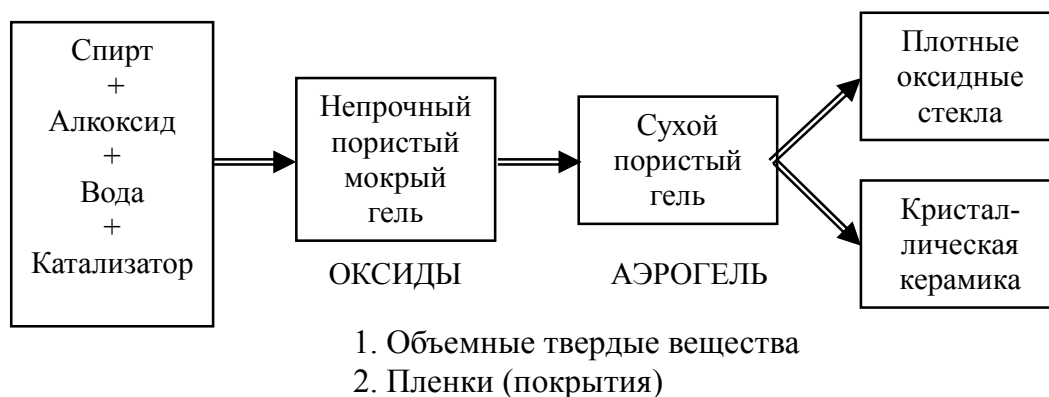 Спирт
+
Алкоксид
+
Вода
+
Катализатор
Непрочный
пористый
мокрый
гель
ОКСИДЫ
Сухой
пористый
гель
АЭРОГЕЛЬ
Плотные
оксидные
стекла
Кристал-
лическая
керамика
1. Объемные твердые вещества
2. Пленки (покрытия)